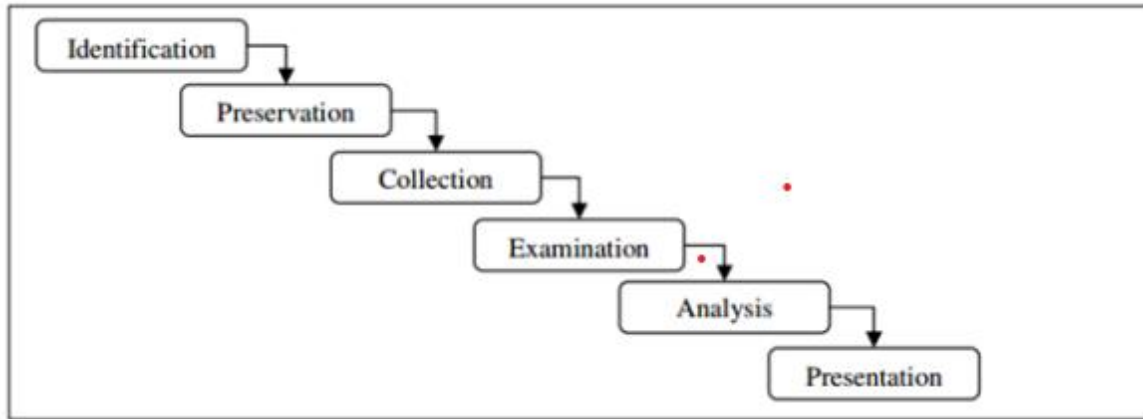 Identification
Preservation
Collection
Examination
Analysis
Presentation